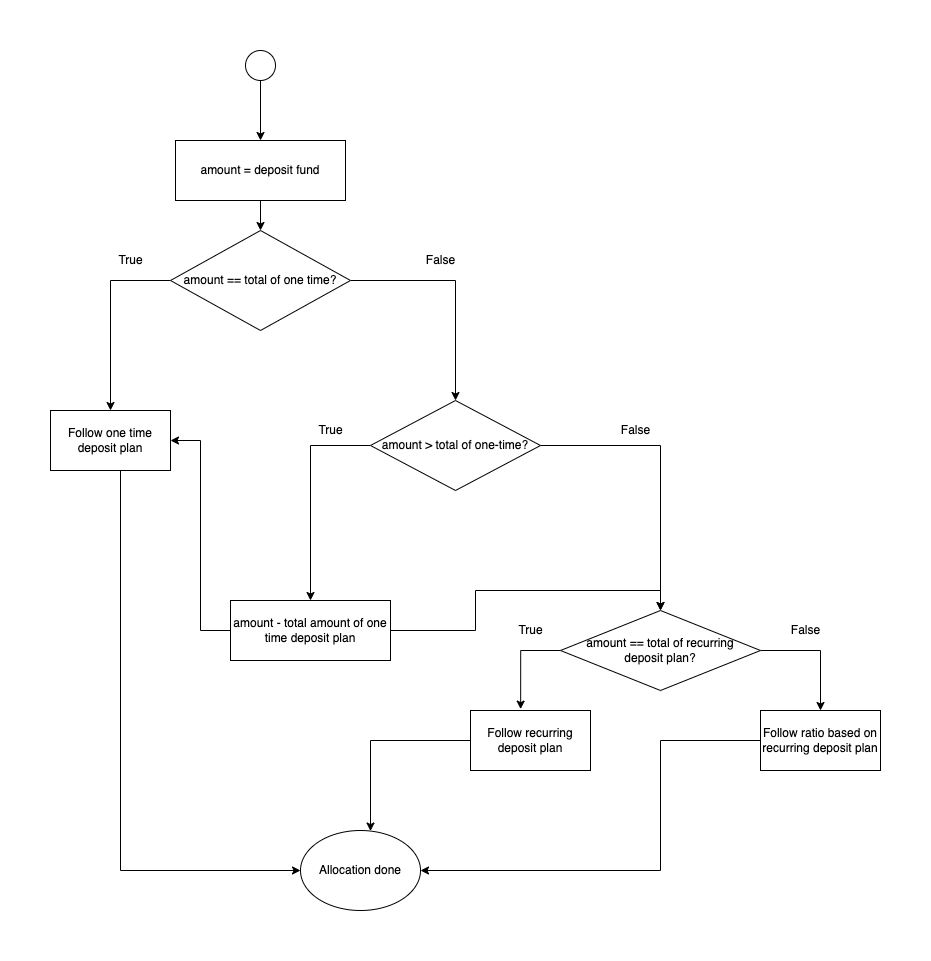 amount = deposit fund
True
False
amount == total of one time?
Follow one time
deposit plan
True
False
amount > total of one-time?
amount - total amount of one
time deposit plan
True
False
amount == total of recurring
deposit plan?
Follow recurring
deposit plan
Follow ratio based on
recurring deposit plan
Allocation done